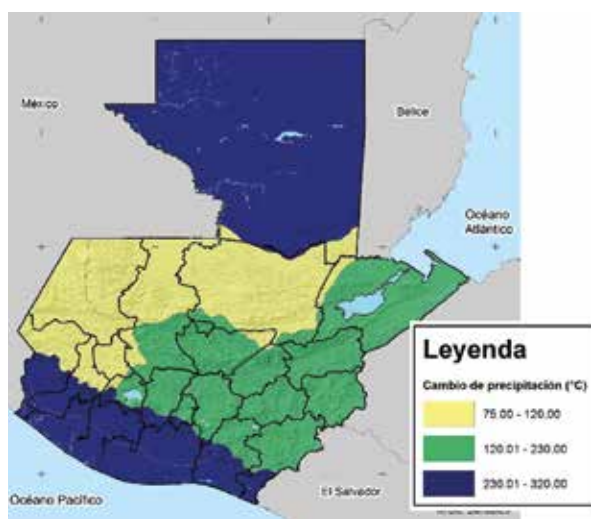 México
Belice
Océano
Atlántico
Leyenda
Cambio de precipitación (°C)
75.00 - 120.00
120.01 - 230.00
230.01 - 320.00
El Salvador
Océano Pacífico